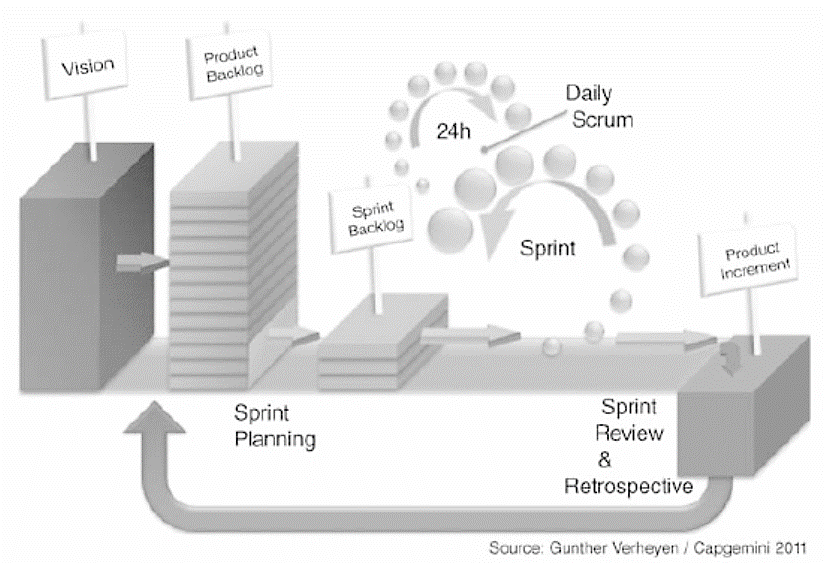 Vision
Product
Backlog
Daily
Scrum
24h
Sprint
Backlog
Sprint
Product
Increment
Sprint
Planning
Sprint
Review
&
Retrospective
Source: Gunther Verheyen / Capgemini 2011